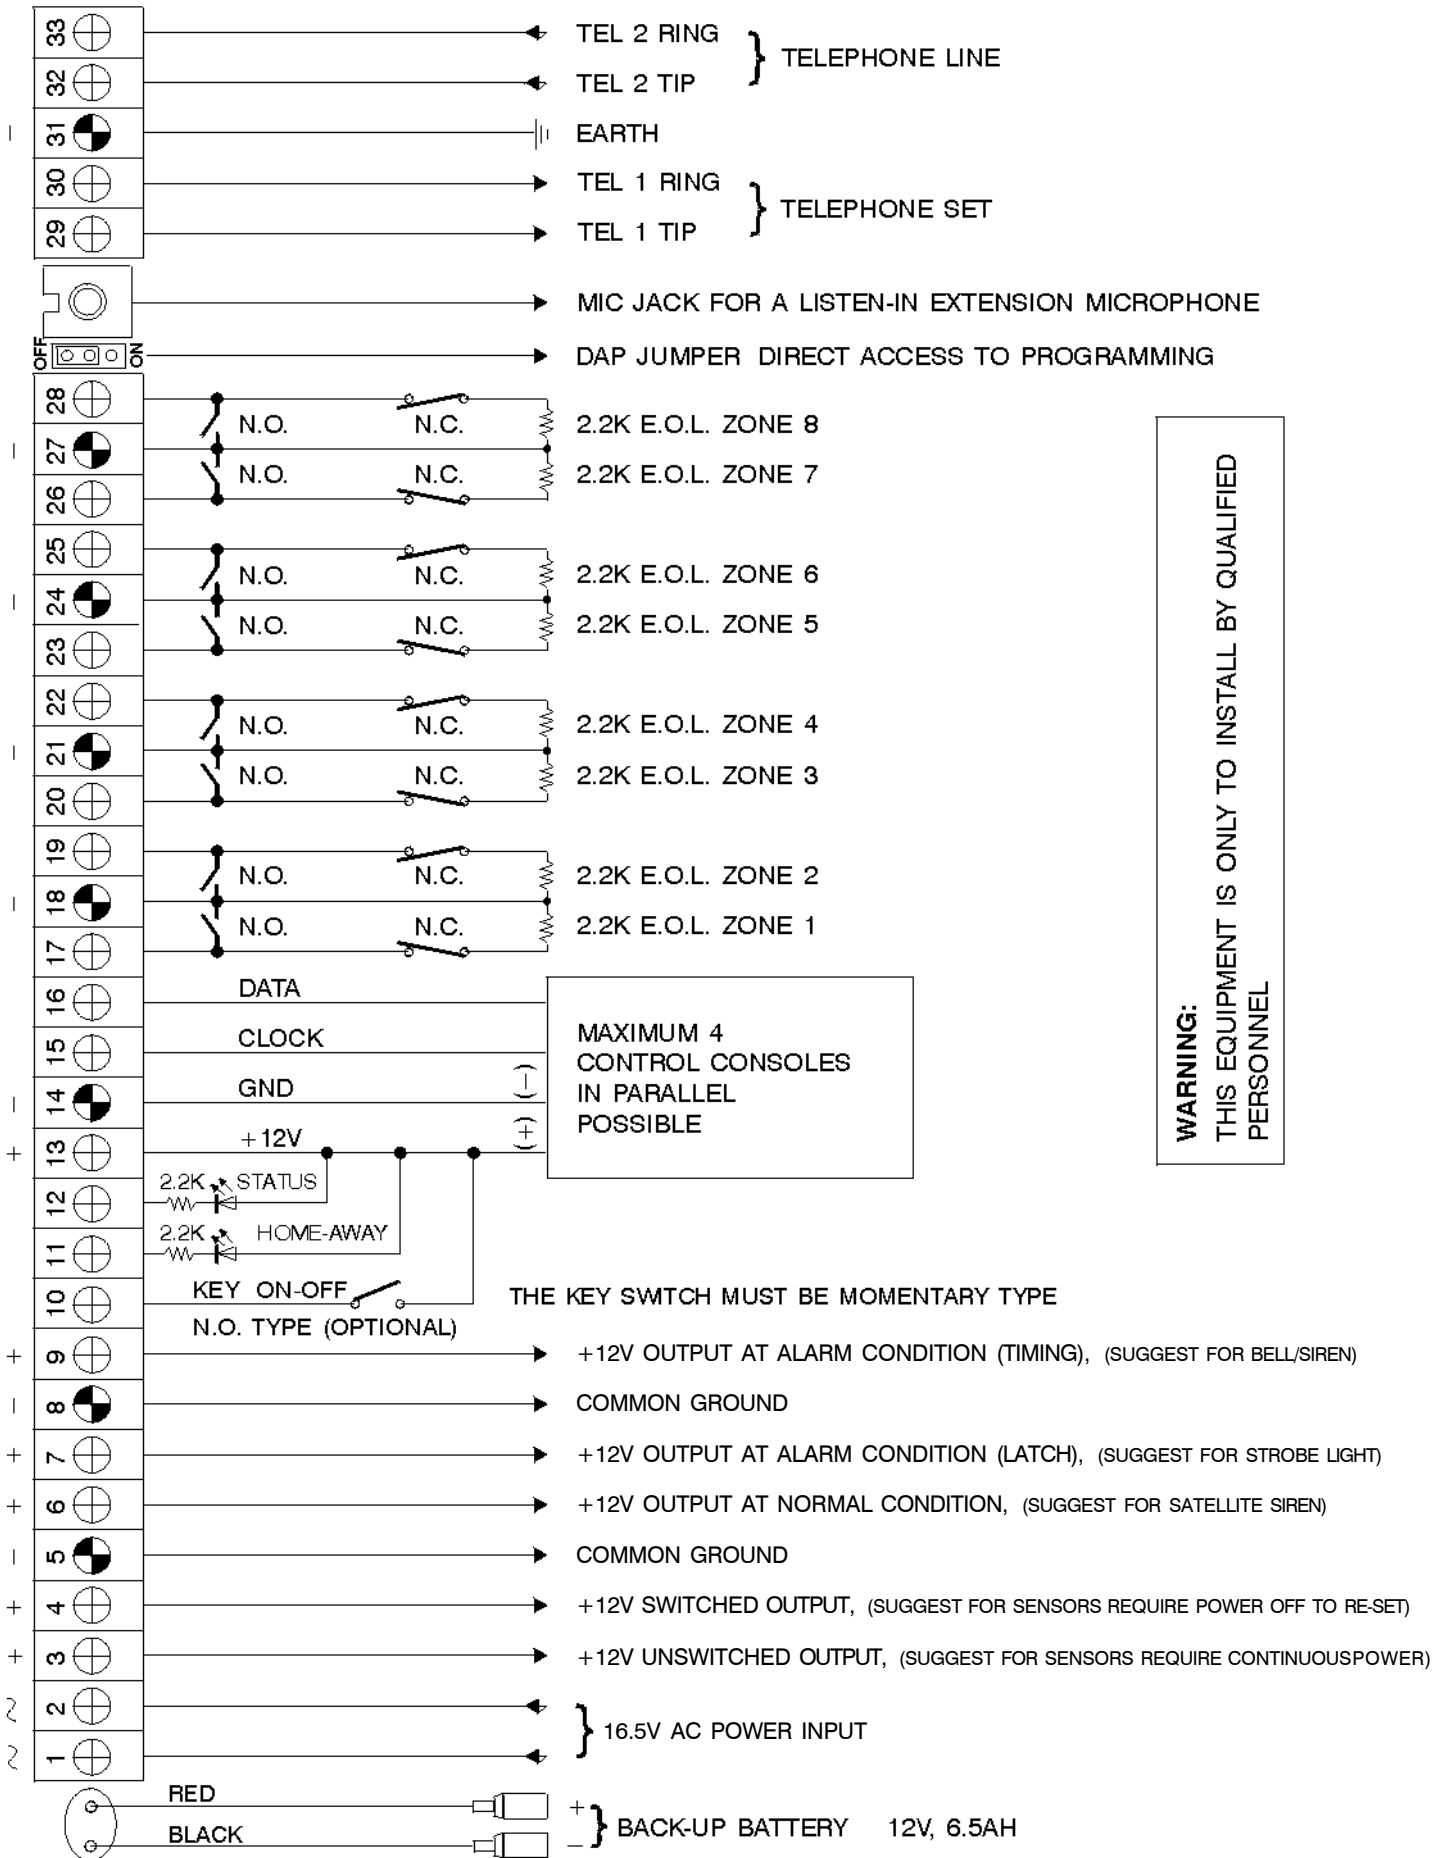 33 TEL 2 RING
TELEPHONE LINE
32 TEL 2 TIP
– 31 EARTH
30 TEL 1 RING
TELEPHONE SET
29 TEL 1 TIP
MIC JACK FOR A LISTEN-IN EXTENSION MICROPHONE
OFF ON DAP JUMPER DIRECT ACCESS TO PROGRAMMING
28
N.O. N.C. 2.2K E.O.L. ZONE 8
– 27
N.O. N.C. 2.2K E.O.L. ZONE 7
26
25
N.O. N.C. 2.2K E.O.L. ZONE 6
– 24
N.O. N.C. 2.2K E.O.L. ZONE 5
23
22
N.O. N.C. 2.2K E.O.L. ZONE 4
– 21
N.O. N.C. 2.2K E.O.L. ZONE 3
20
19
N.O. N.C. 2.2K E.O.L. ZONE 2
– 18
N.O. N.C. 2.2K E.O.L. ZONE 1
17
16 DATA
15 CLOCK
– 14 GND (–)
+ 13 +12V (+)
MAXIMUM 4
CONTROL CONSOLES
IN PARALLEL
POSSIBLE
12 2.2K STATUS
11 2.2K HOME-AWAY
10 KEY ON-OFF
N.O. TYPE (OPTIONAL)
THE KEY SWITCH MUST BE MOMENTARY TYPE
+ 9 +12V OUTPUT AT ALARM CONDITION (TIMING), (SUGGEST FOR BELL/SIREN)
– 8 COMMON GROUND
+ 7 +12V OUTPUT AT ALARM CONDITION (LATCH), (SUGGEST FOR STROBE LIGHT)
+ 6 +12V OUTPUT AT NORMAL CONDITION, (SUGGEST FOR SATELLITE SIREN)
– 5 COMMON GROUND
+ 4 +12V SWITCHED OUTPUT, (SUGGEST FOR SENSORS REQUIRE POWER OFF TO RE-SET)
+ 3 +12V UNSWITCHED OUTPUT, (SUGGEST FOR SENSORS REQUIRE CONTINUOUSPOWER)
~ 2
16.5V AC POWER INPUT
~ 1
RED +
BLACK –
BACK-UP BATTERY 12V, 6.5AH
WARNING:
THIS EQUIPMENT IS ONLY TO INSTALL BY QUALIFIED
PERSONNEL